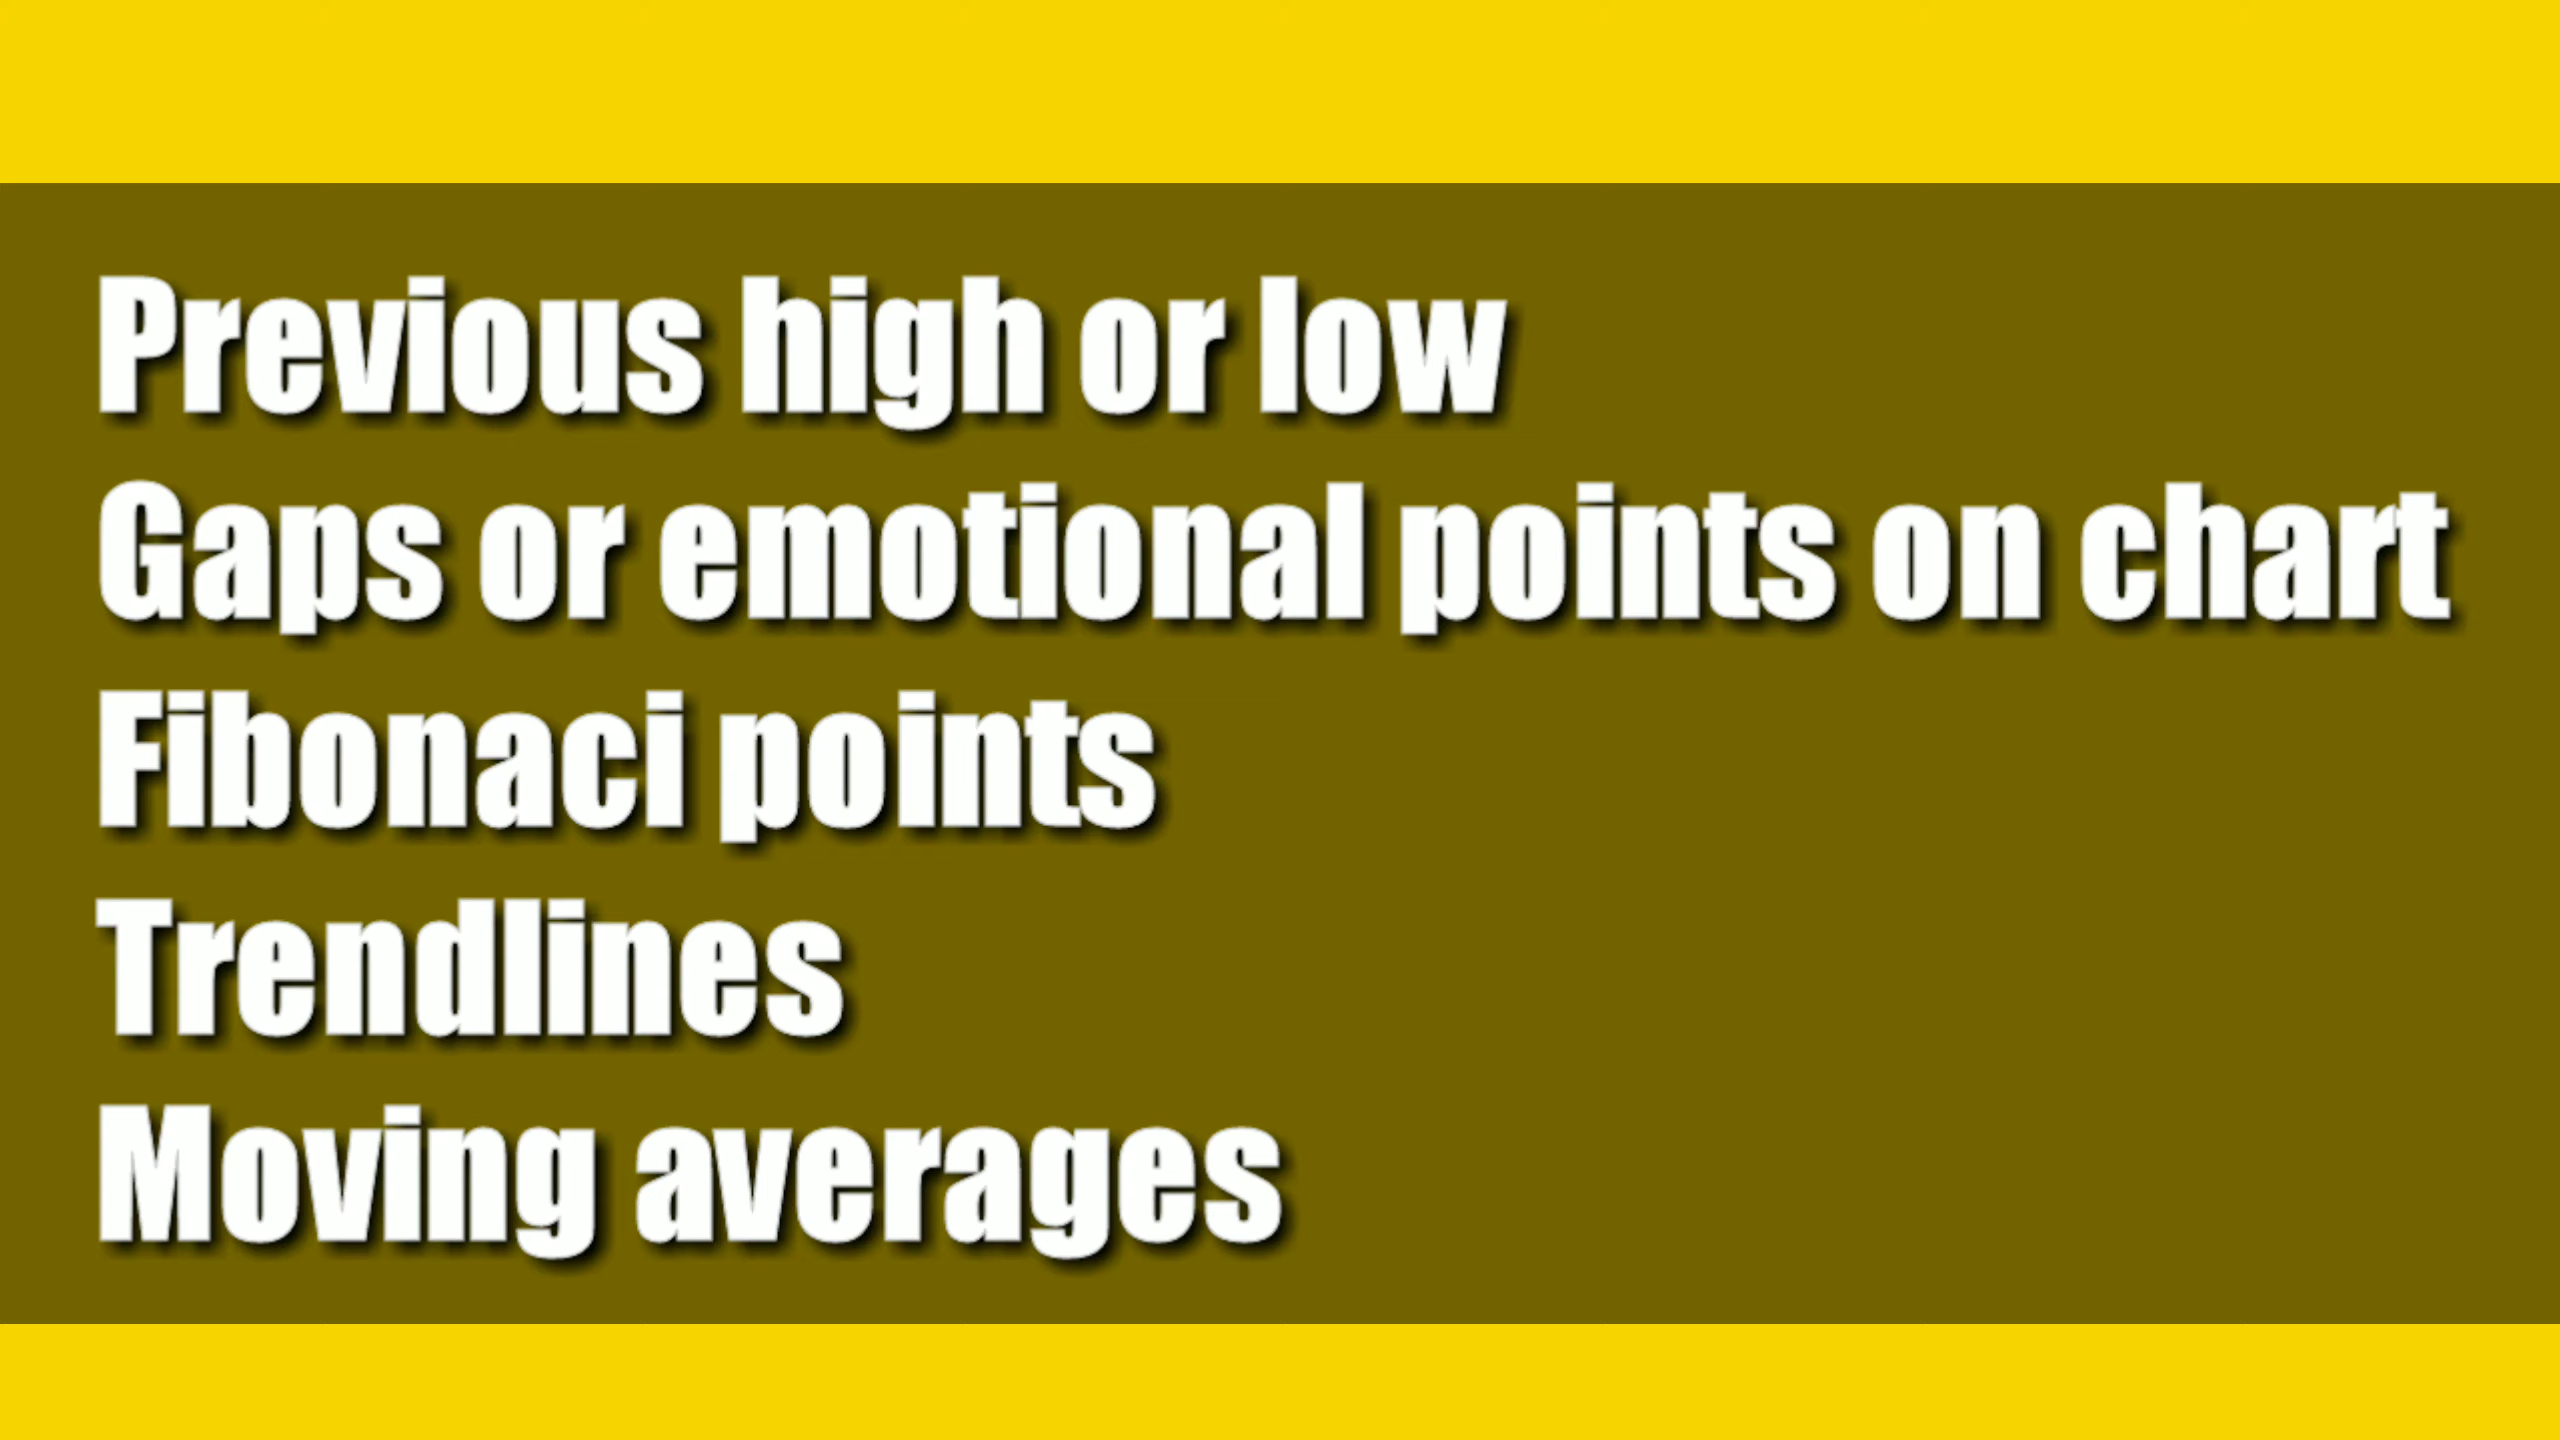 Previous high or low
Gaps or emotional points on chart
Fibonaci points
Trendlines
Moving averages